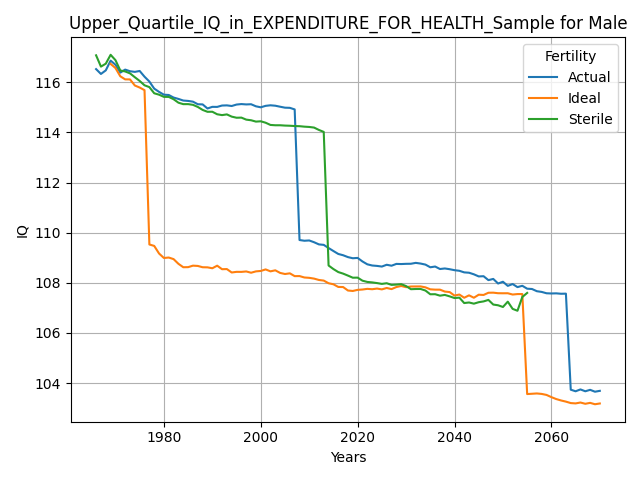 Upper_Quartile_IQ_in_EXPENDITURE_FOR_HEALTH_Sample for Male
Fertility
Actual
Ideal
Sterile
IQ
116
114
112
110
108
106
104
1980
2000
2020
2040
2060
Years